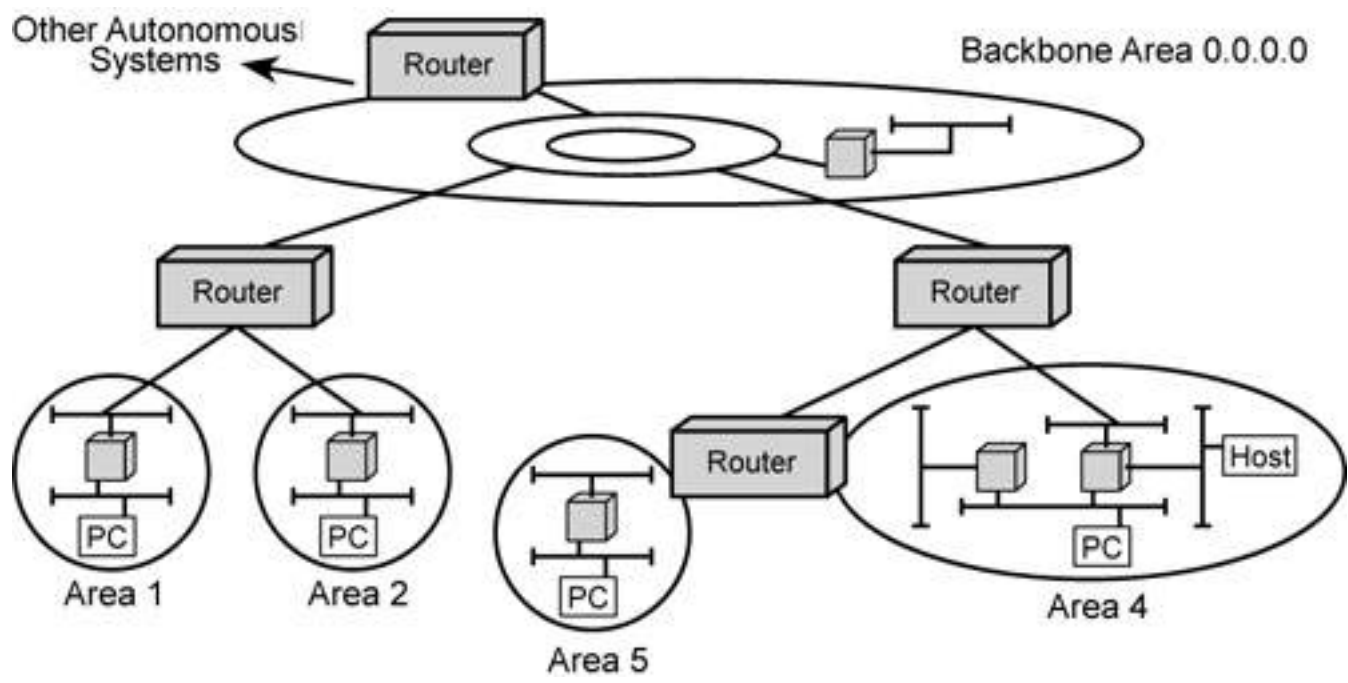 Other Autonomous
Systems
Router
Backbone Area 0.0.0.0
Router
Router
Router
Host
PC
PC
PC
PC
Area 1
Area 2
Area 4
Area 5